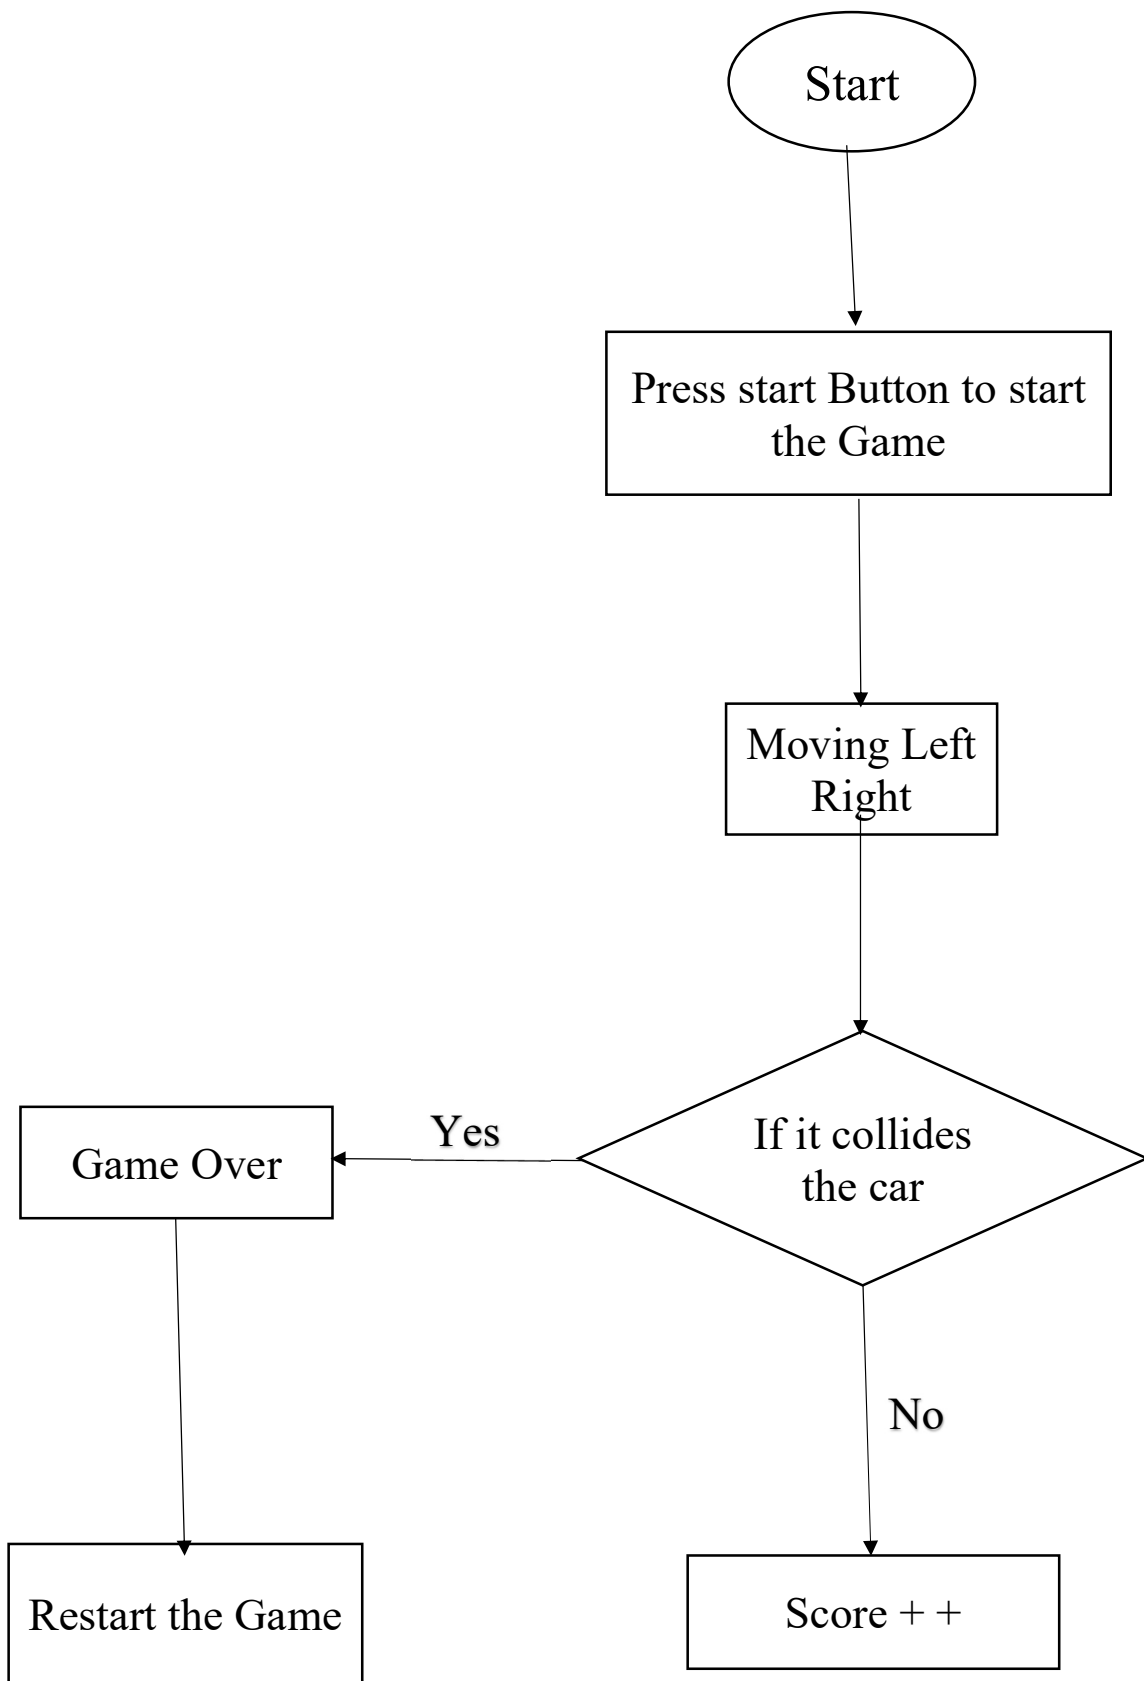 Start
Press start Button to start
the Game
Moving Left
Right
If it collides
the car
Yes
Game Over
No
Restart the Game
Score + +